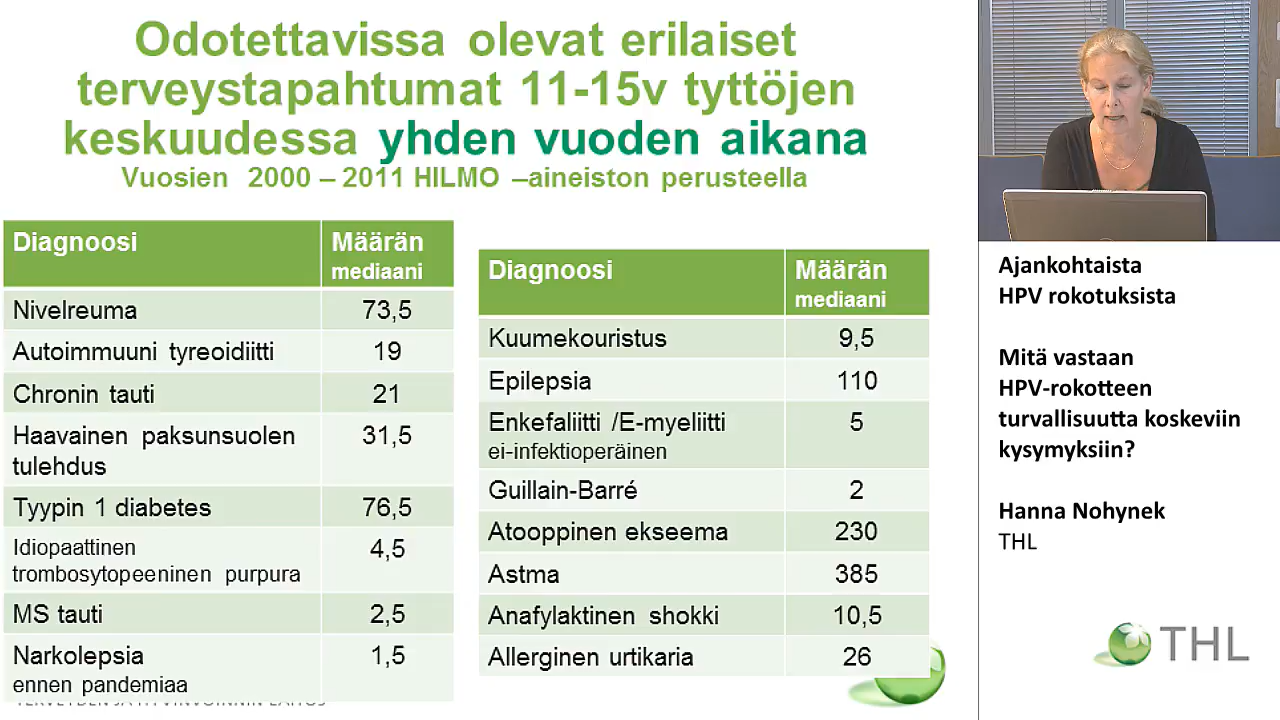 Odotettavissa olevat erilaiset
terveystapahtumat 11-15v tyttöjen
keskuudessa yhden vuoden aikana
Vuosien 2000 – 2011 HILMO –aineiston perusteella
Diagnoosi Määrän
mediaani
Nivelreuma 73,5
Autoimmuuni tyreoidiitti 19
Chronin tauti 21
Haavainen paksunsuolen 31,5
tulehdus
Tyypin 1 diabetes 76,5
Idiopaattinen
trombosytopeeninen purpura 4,5
MS tauti 2,5
Narkolepsia 1,5
ennen pandemiaa
Diagnoosi Määrän
mediaani
Kuumekouristus 9,5
Epilepsia 110
Enkefaliitti /E-myeliitti 5
ei-infektioperäinen
Guillain-Barré 2
Atooppinen ekseema 230
Astma 385
Anafylaktinen shokki 10,5
Allerginen urtikaria 26
Ajankohtaista
HPV rokotuksista
Mitä vastaan
HPV-rokotteen
turvallisuutta koskeviin
kysymyksiin?
Hanna Nohynek
THL
THL